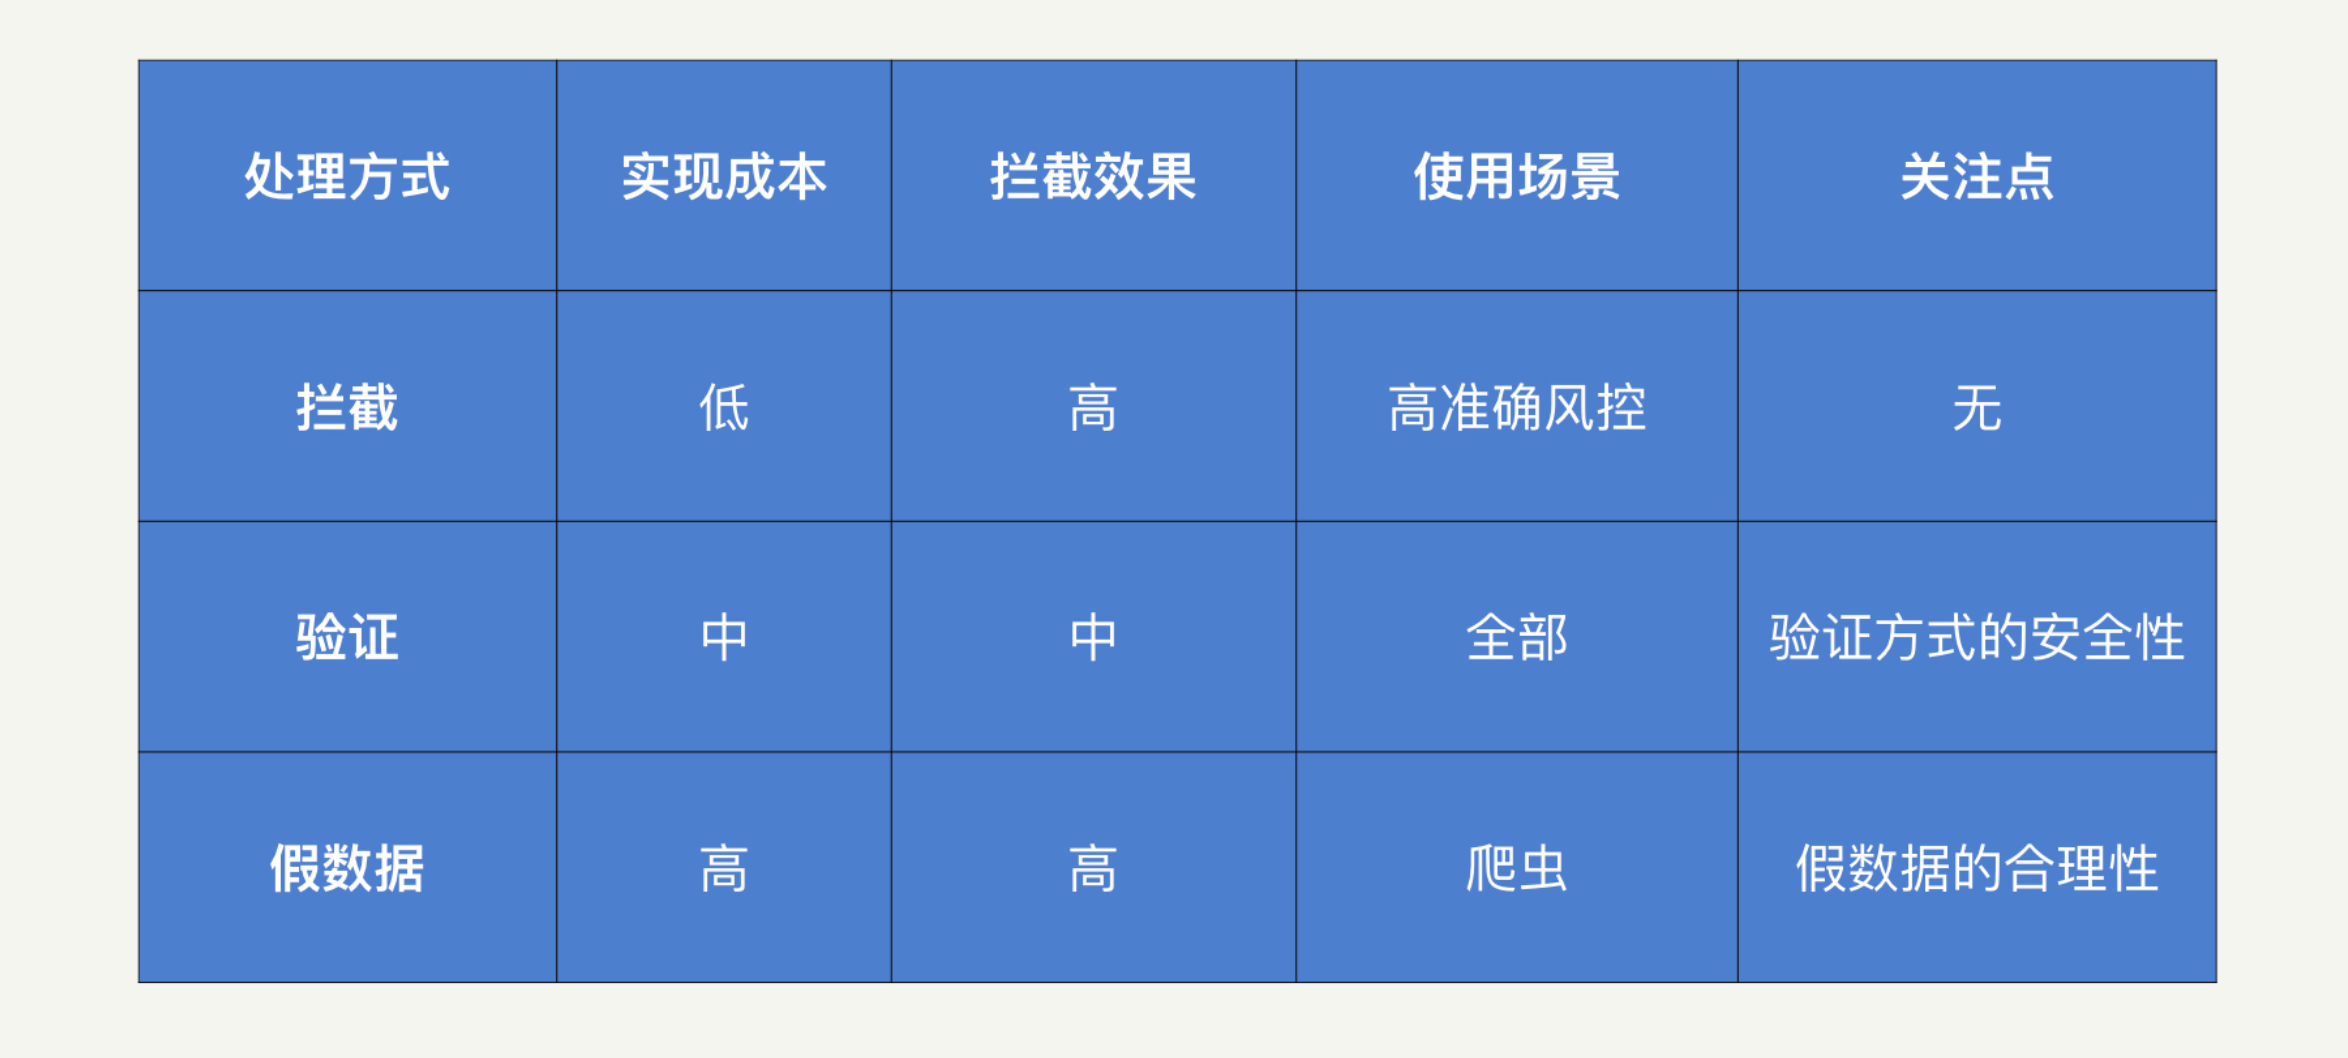 处理方式 实现成本 拦截效果 使用场景 关注点
拦截 低 高 高准确风控 无
验证 中 中 全部 验证方式的安全性
假数据 高 高 爬虫 假数据的合理性